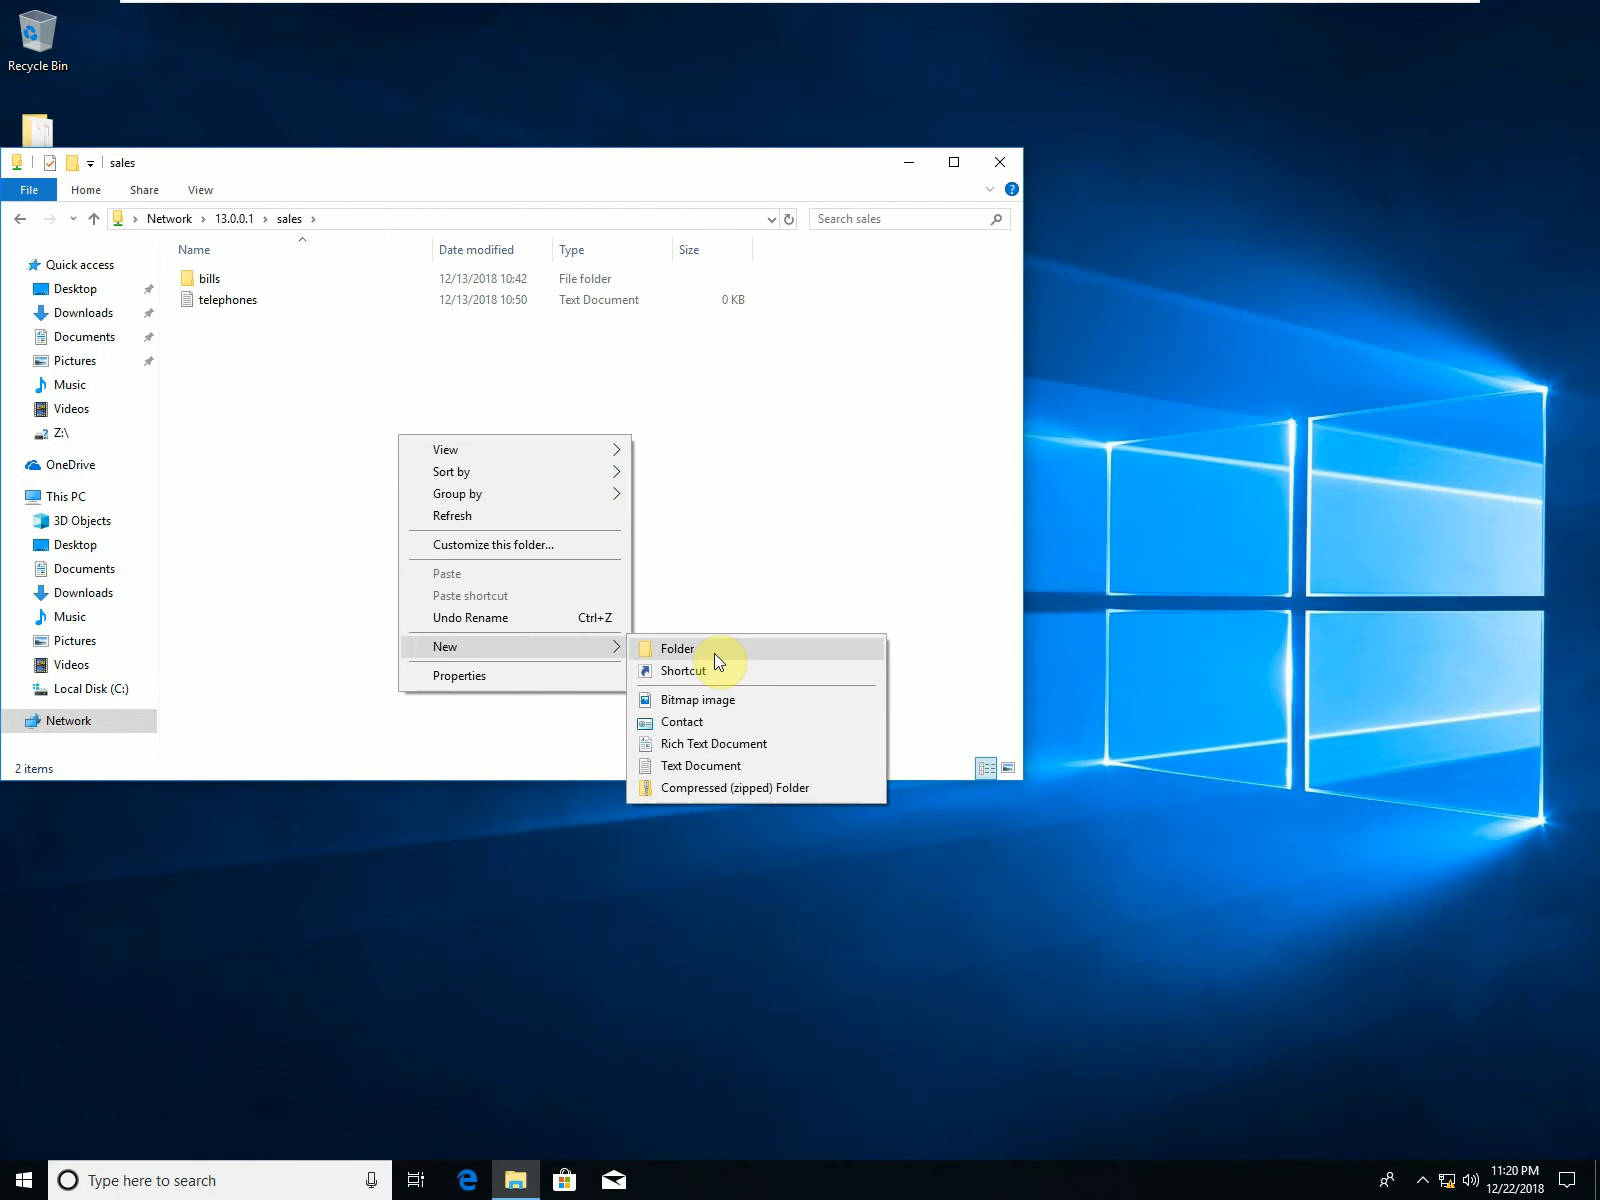 Recycle Bin
sales
File Home Share View
Network 13.0.0.1 sales
Search sales
Name Date modified Type Size
bills 12/13/2018 10:42 File folder
telephones 12/13/2018 10:50 Text Document 0 KB
Quick access
Desktop
Downloads
Documents
Pictures
Music
Videos
Z:\
OneDrive
This PC
3D Objects
Desktop
Documents
Downloads
Music
Pictures
Videos
Local Disk (C:)
Network
2 items
View
Sort by
Group by
Refresh
Customize this folder...
Paste
Paste shortcut
Undo Rename Ctrl+Z
New
Properties
Folder
Shortcut
Bitmap image
Contact
Rich Text Document
Text Document
Compressed (zipped) Folder
Type here to search
11:20 PM
12/22/2018